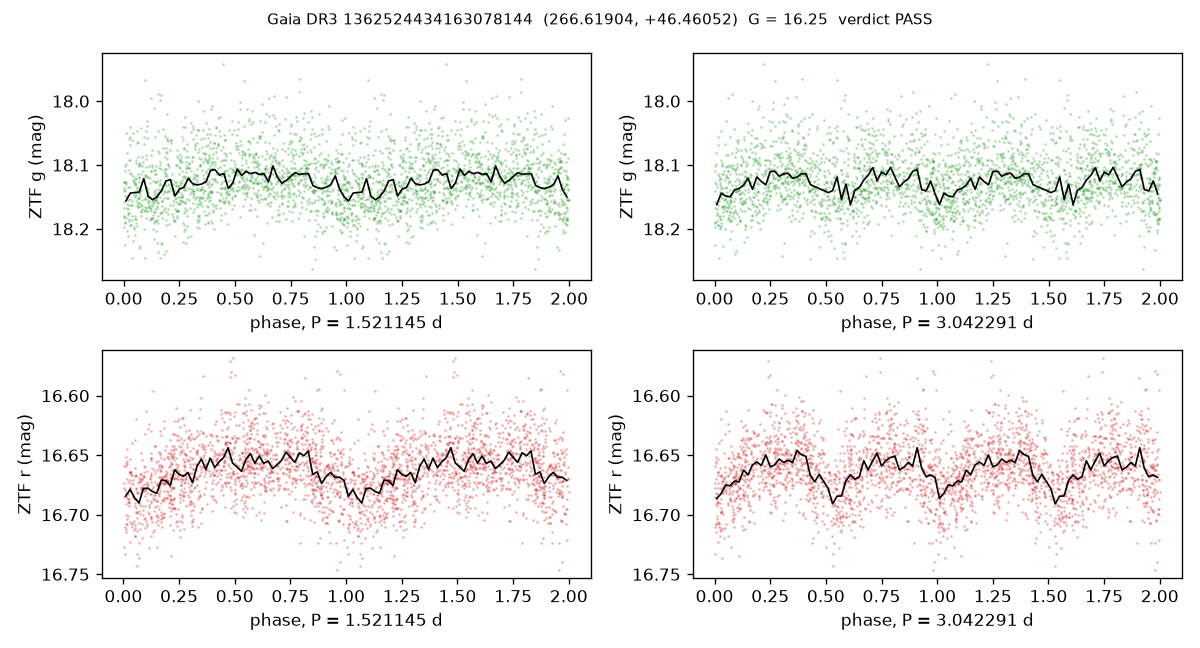 Gaia DR3 1362524434163078144 (266.61904, +46.46052) G = 16.25 verdict PASS
ZTF g (mag)
18.0
18.1
18.2
0.00 0.25 0.50 0.75 1.00 1.25 1.50 1.75 2.00
phase, P = 1.521145 d
ZTF g (mag)
18.0
18.1
18.2
0.00 0.25 0.50 0.75 1.00 1.25 1.50 1.75 2.00
phase, P = 3.042291 d
ZTF r (mag)
16.60
16.65
16.70
16.75
0.00 0.25 0.50 0.75 1.00 1.25 1.50 1.75 2.00
phase, P = 1.521145 d
ZTF r (mag)
16.60
16.65
16.70
16.75
0.00 0.25 0.50 0.75 1.00 1.25 1.50 1.75 2.00
phase, P = 3.042291 d